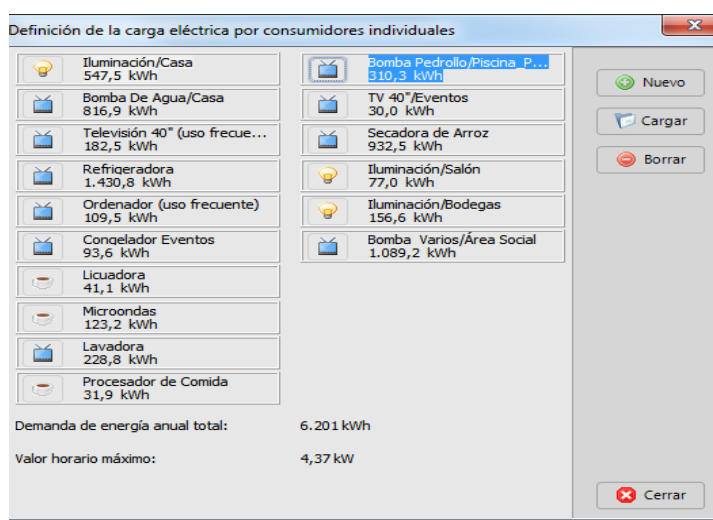 Definición de la carga eléctrica por consumidores individuales
Iluminación/Casa
547,5 kWh
Bomba De Agua/Casa
816,9 kWh
Televisión 40" (uso frecue...
182,5 kWh
Refrigeradora
1.430,8 kWh
Ordenador (uso frecuente)
109,5 kWh
Congelador Eventos
93,6 kWh
Licuadora
41,1 kWh
Microondas
123,2 kWh
Lavadora
228,8 kWh
Procesador de Comida
31,9 kWh
Bomba Pedrollo/Piscina_P...
310,3 kWh
TV 40"/Eventos
30,0 kWh
Secadora de Arroz
932,5 kWh
Iluminación/Salón
77,0 kWh
Iluminación/Bodegas
156,6 kWh
Bomba Varios/Área Social
1.089,2 kWh
Nuevo
Cargar
Borrar
Demanda de energía anual total: 6.201 kWh
Valor horario máximo: 4,37 kW
Cerrar